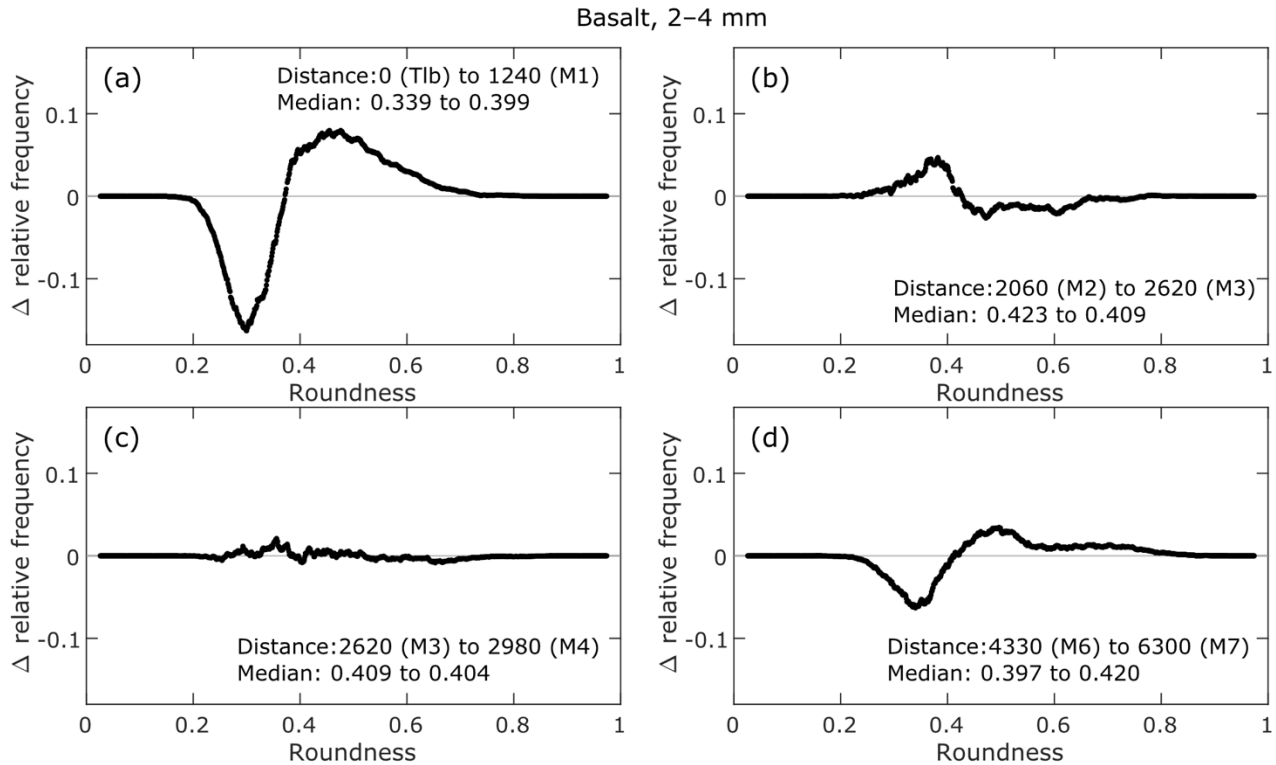 Basalt, 2–4 mm
(a)
Distance:0 (Tlb) to 1240 (M1)
Median: 0.339 to 0.399
Δ relative frequency
0.1
0
-0.1
0
0.2
0.4
0.6
0.8
1
Roundness
(b)
Distance:2060 (M2) to 2620 (M3)
Median: 0.423 to 0.409
Δ relative frequency
0.1
0
-0.1
0
0.2
0.4
0.6
0.8
1
Roundness
(c)
Distance:2620 (M3) to 2980 (M4)
Median: 0.409 to 0.404
Δ relative frequency
0.1
0
-0.1
0
0.2
0.4
0.6
0.8
1
Roundness
(d)
Distance:4330 (M6) to 6300 (M7)
Median: 0.397 to 0.420
Δ relative frequency
0.1
0
-0.1
0
0.2
0.4
0.6
0.8
1
Roundness